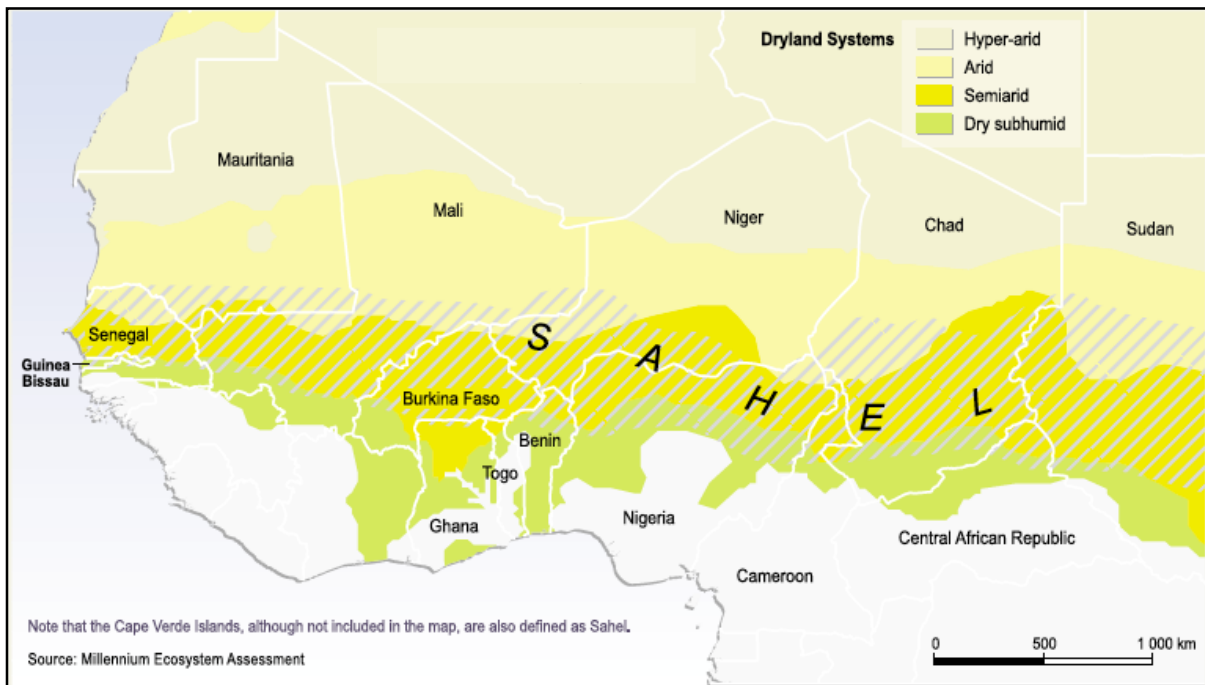 Dryland Systems
Hyper-arid
Arid
Semiarid
Dry subhumid
Mauritania
Mali
Niger
Chad
Sudan
Senegal
Guinea
Bissau
Burkina Faso
Benin
Togo
Ghana
Nigeria
Cameroon
Central African Republic
S A H E L
Note that the Cape Verde Islands, although not included in the map, are also defined as Sahel.
Source: Millennium Ecosystem Assessment
0 500 1 000 km